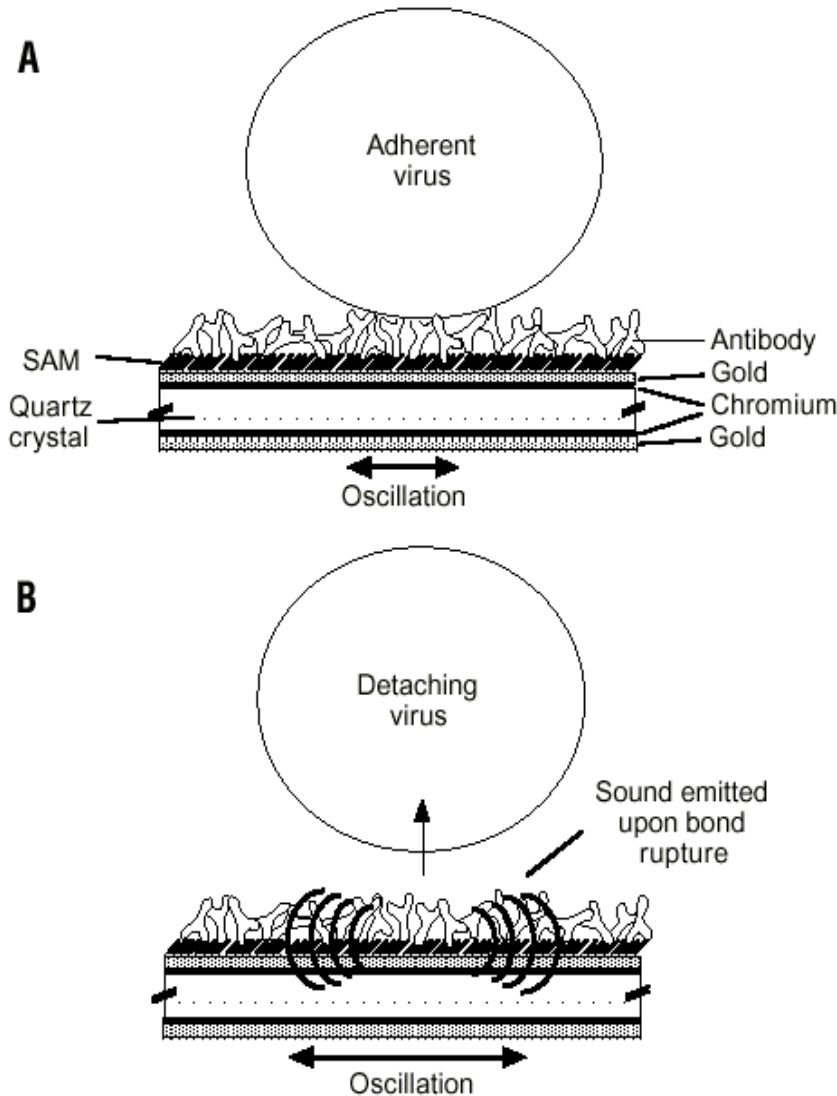 A
Adherent
virus
SAM
Antibody
Gold
Quartz
crystal
Chromium
Gold
Oscillation
B
Detaching
virus
Sound emitted
upon bond
rupture
Oscillation